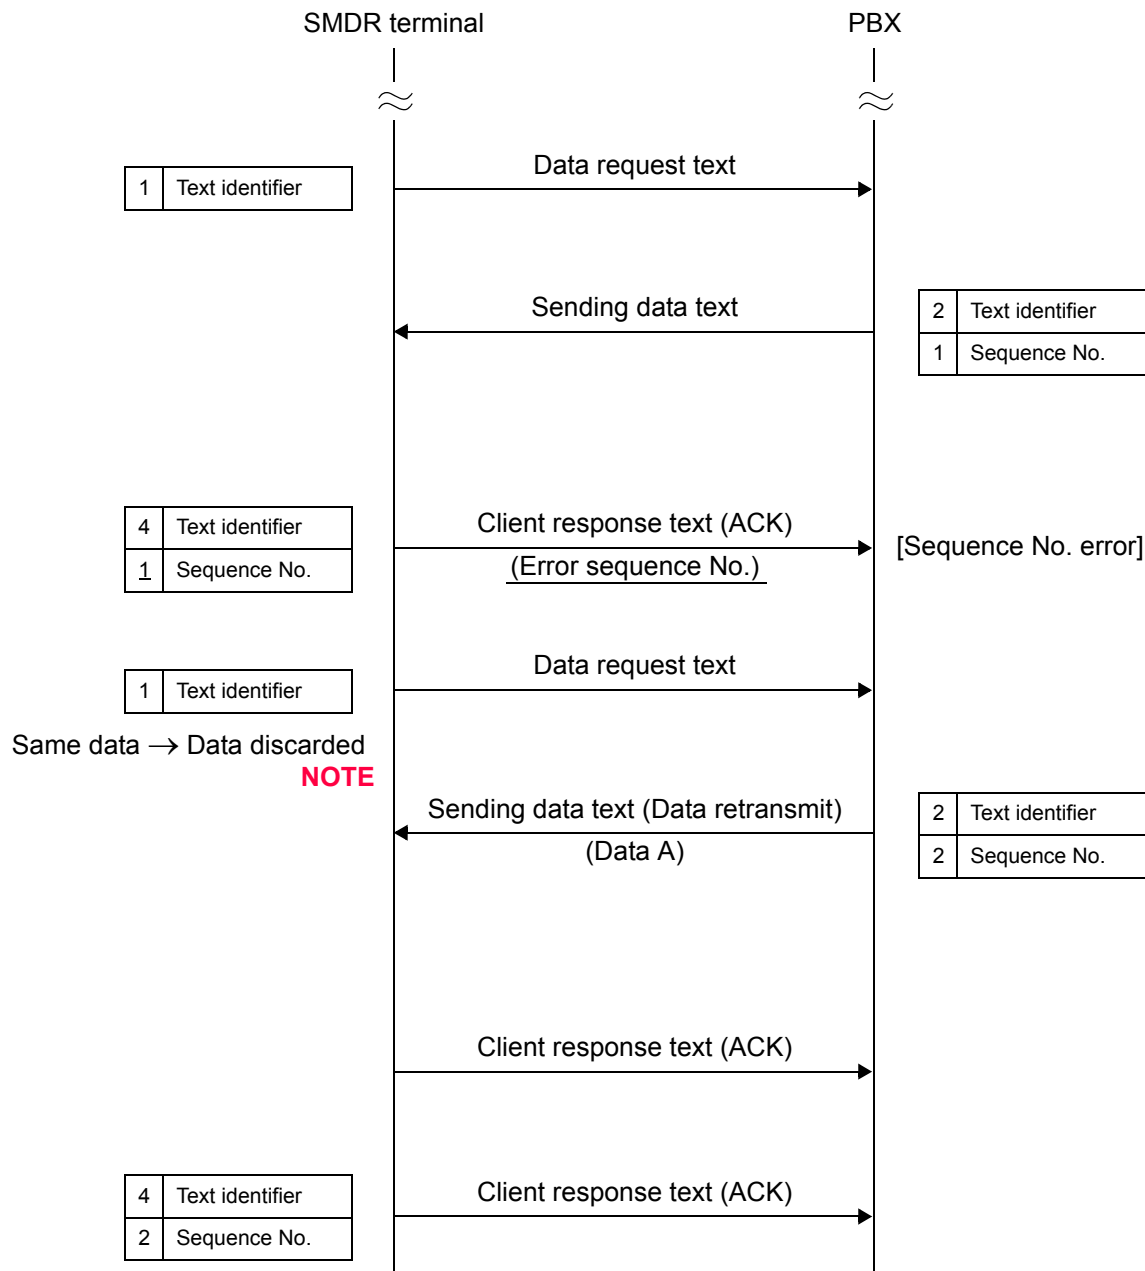 SMDR terminal
PBX
Data request text
1 Text identifier
Sending data text
2 Text identifier
1 Sequence No.
4 Text identifier
1 Sequence No.
Client response text (ACK)
(Error sequence No.)
[Sequence No. error]
Data request text
1 Text identifier
Same data → Data discarded
NOTE
Sending data text (Data retransmit)
(Data A)
2 Text identifier
2 Sequence No.
Client response text (ACK)
4 Text identifier
2 Sequence No.
Client response text (ACK)